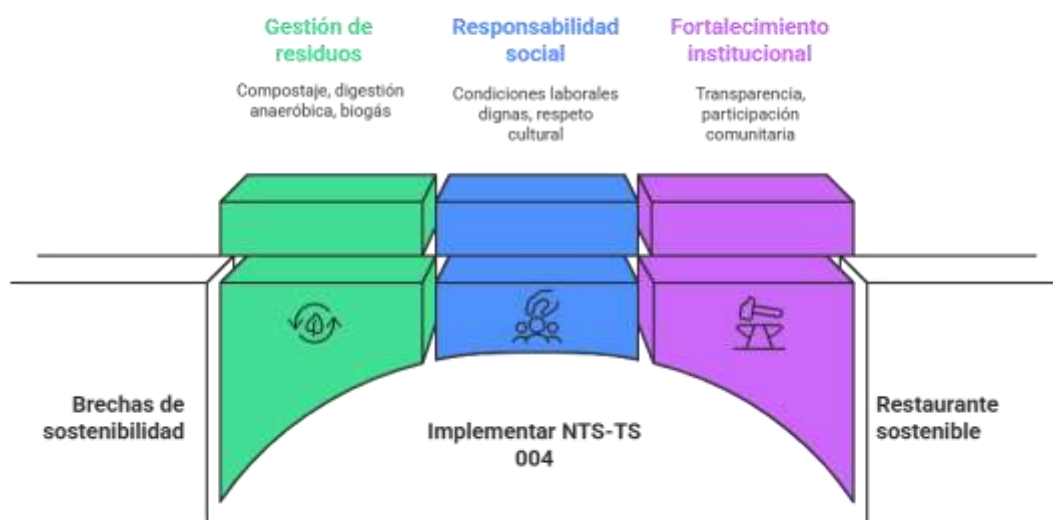 Gestión de
residuos
Compostaje, digestión
anaeróbica, biogás
Responsabilidad
social
Condiciones laborales
dignas, respeto
cultural
Fortalecimiento
institucional
Transparencia,
participación
comunitaria
Brechas de
sostenibilidad
Implementar NTS-TS
004
Restaurante
sostenible